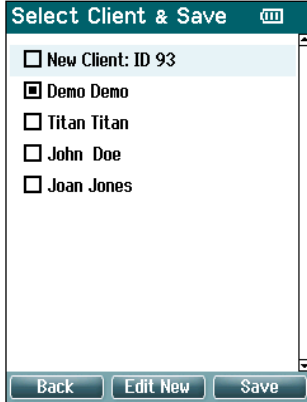 Select Client & Save
New Client: ID 93
Demo Demo
Titan Titan
John Doe
Joan Jones
Back Edit New Save